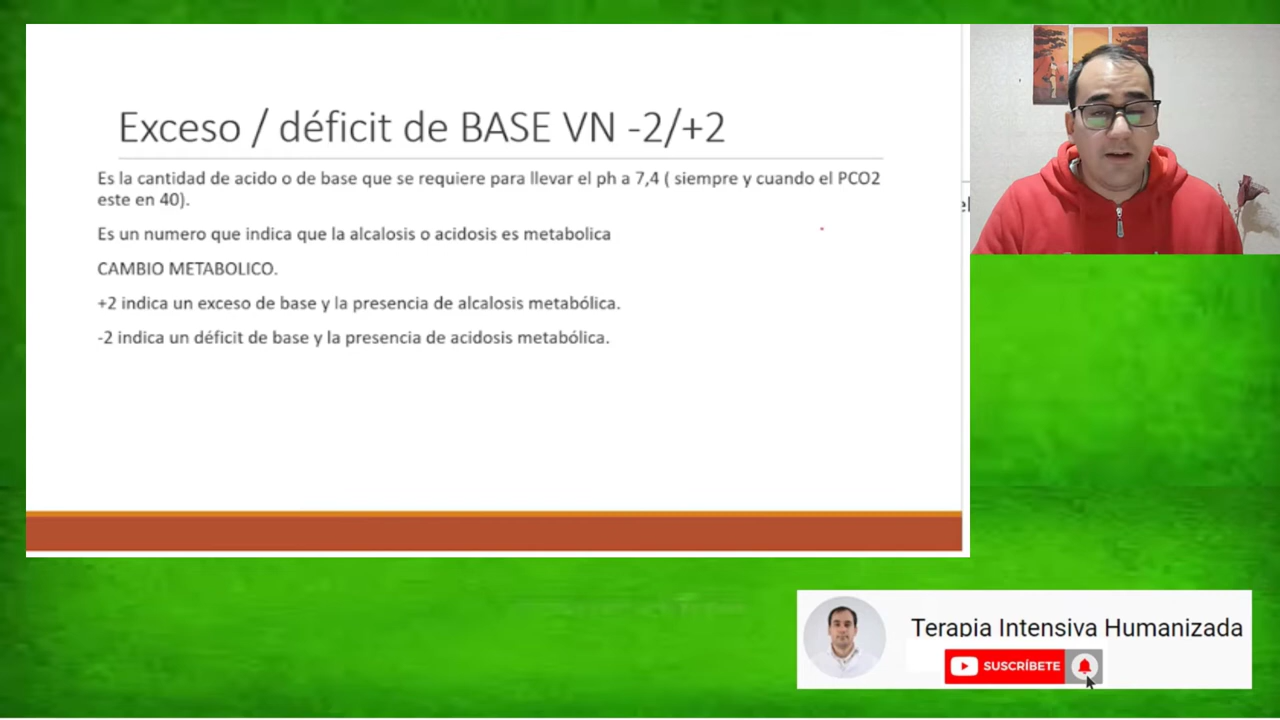 Exceso / déficit de BASE VN -2/+2
Es la cantidad de acido o de base que se requiere para llevar el ph a 7,4 ( siempre y cuando el PCO2
este en 40).
Es un numero que indica que la alcalosis o acidosis es metabolica
CAMBIO METABOLICO.
+2 indica un exceso de base y la presencia de alcalosis metabólica.
-2 indica un déficit de base y la presencia de acidosis metabólica.
el
Terapia Intensiva Humanizada
SUSCRÍBETE